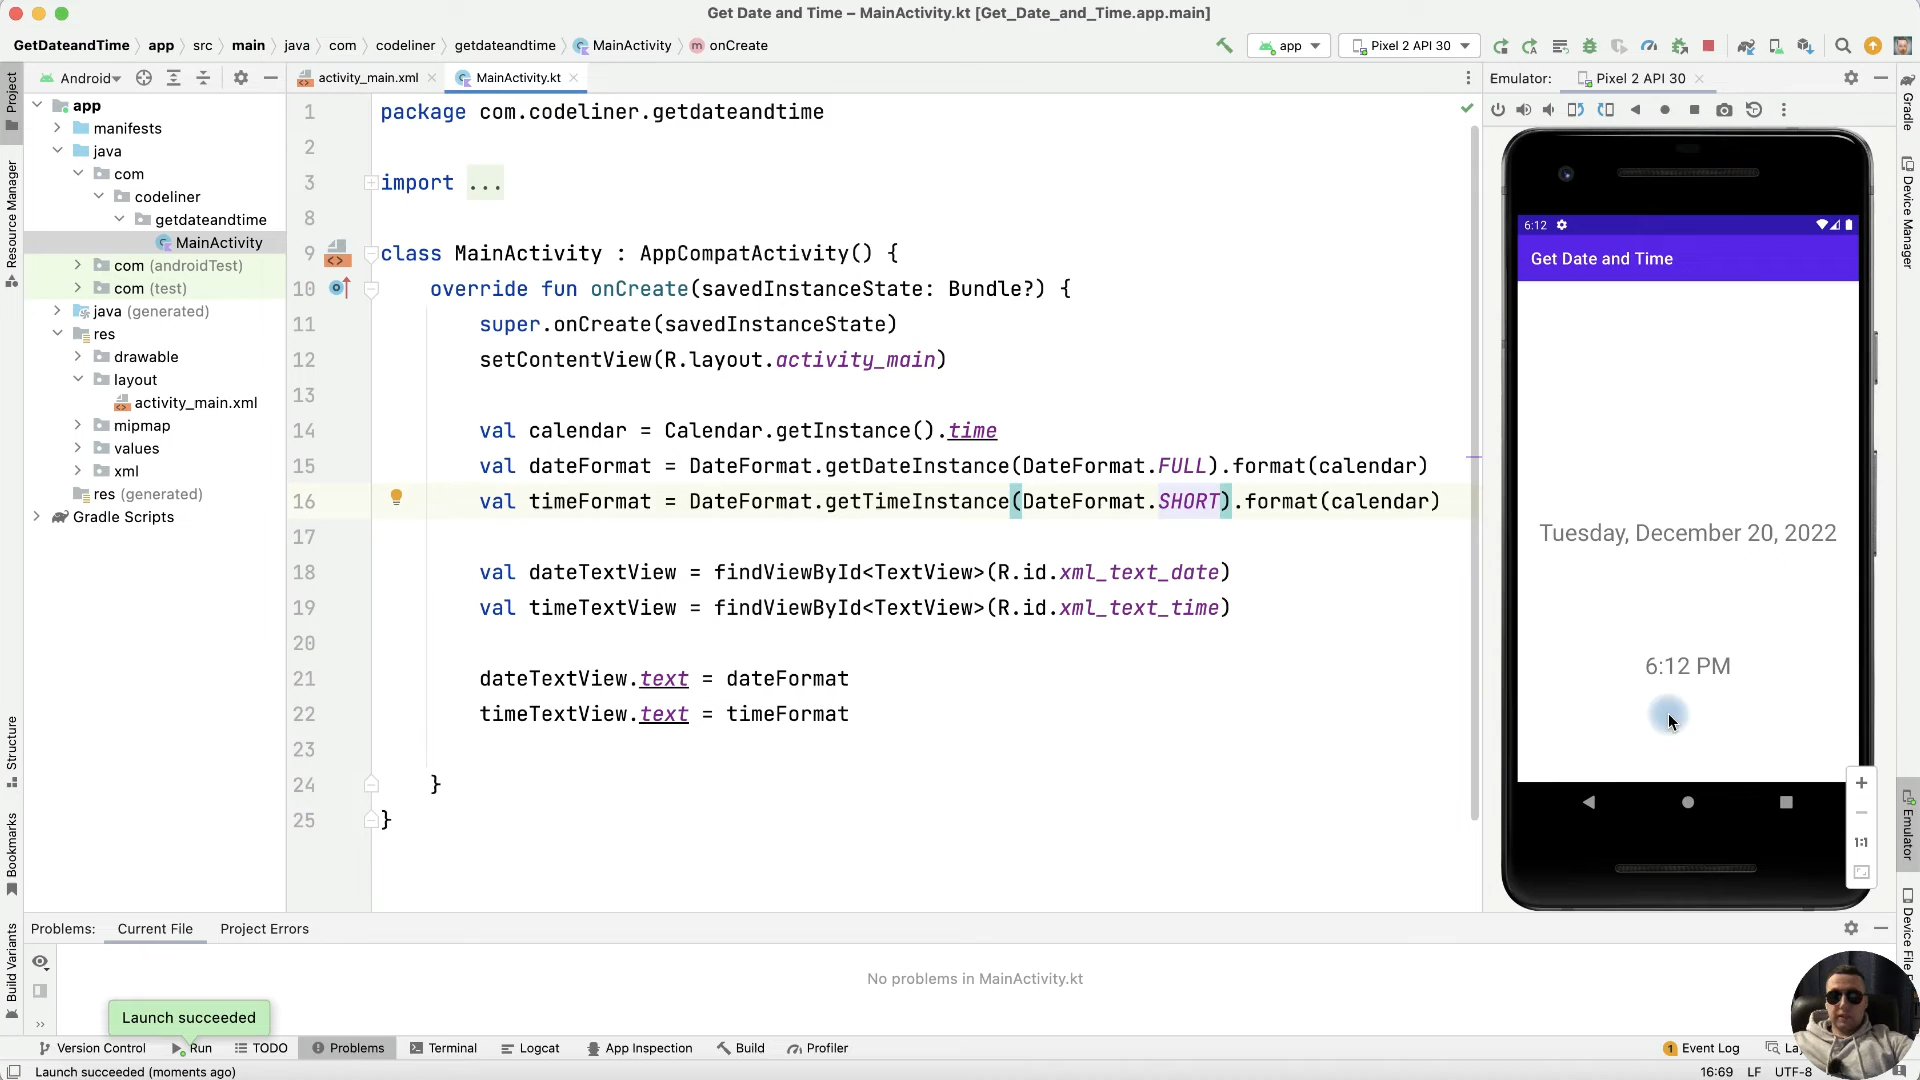 Get Date and Time – MainActivity.kt [Get_Date_and_Time.app.main]
GetDateandTime app src main java com codeliner getdateandtime MainActivity onCreate
app Pixel 2 API 30
Project
Resource Manager
Structure
Bookmarks
Build Variants
Android
app
manifests
java
com
codeliner
getdateandtime
MainActivity
com (androidTest)
com (test)
java (generated)
res
drawable
layout
activity_main.xml
mipmap
values
xml
res (generated)
Gradle Scripts
activity_main.xml MainActivity.kt
1 package com.codeliner.getdateandtime
2
3 import ...
8
9 class MainActivity : AppCompatActivity() {
10 override fun onCreate(savedInstanceState: Bundle?) {
11 super.onCreate(savedInstanceState)
12 setContentView(R.layout.activity_main)
13
14 val calendar = Calendar.getInstance().time
15 val dateFormat = DateFormat.getDateInstance(DateFormat.FULL).format(calendar)
16 val timeFormat = DateFormat.getTimeInstance(DateFormat.SHORT).format(calendar)
17
18 val dateTextView = findViewById<TextView>(R.id.xml_text_date)
19 val timeTextView = findViewById<TextView>(R.id.xml_text_time)
20
21 dateTextView.text = dateFormat
22 timeTextView.text = timeFormat
23
24 }
25 }
Emulator: Pixel 2 API 30
6:12
Get Date and Time
Tuesday, December 20, 2022
6:12 PM
1:1
Gradle
Device Manager
Emulator
Device File
Problems: Current File Project Errors
No problems in MainActivity.kt
Launch succeeded
Version Control Run TODO Problems Terminal Logcat App Inspection Build Profiler
1 Event Log
Launch succeeded (moments ago)
16:69 LF UTF-8